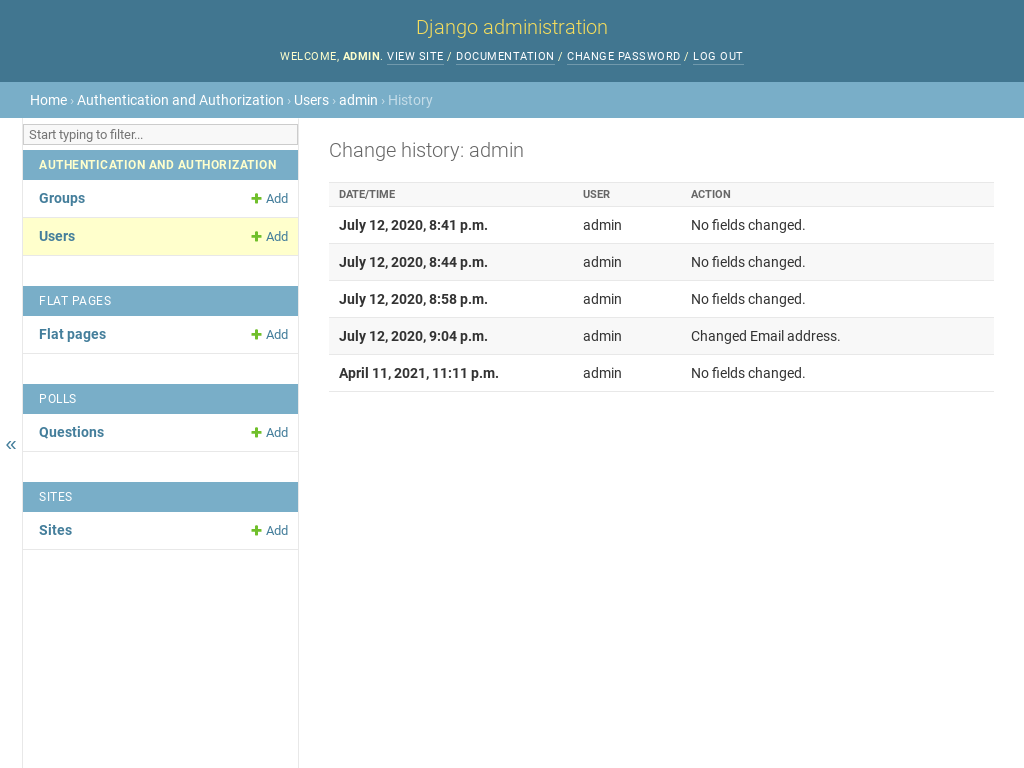 Django administration
WELCOME, ADMIN. VIEW SITE / DOCUMENTATION / CHANGE PASSWORD / LOG OUT
Home › Authentication and Authorization › Users › admin › History
Start typing to filter...
AUTHENTICATION AND AUTHORIZATION
Groups Add
Users Add
FLAT PAGES
Flat pages Add
POLLS
Questions Add
SITES
Sites Add
«
Change history: admin
DATE/TIME USER ACTION
July 12, 2020, 8:41 p.m. admin No fields changed.
July 12, 2020, 8:44 p.m. admin No fields changed.
July 12, 2020, 8:58 p.m. admin No fields changed.
July 12, 2020, 9:04 p.m. admin Changed Email address.
April 11, 2021, 11:11 p.m. admin No fields changed.